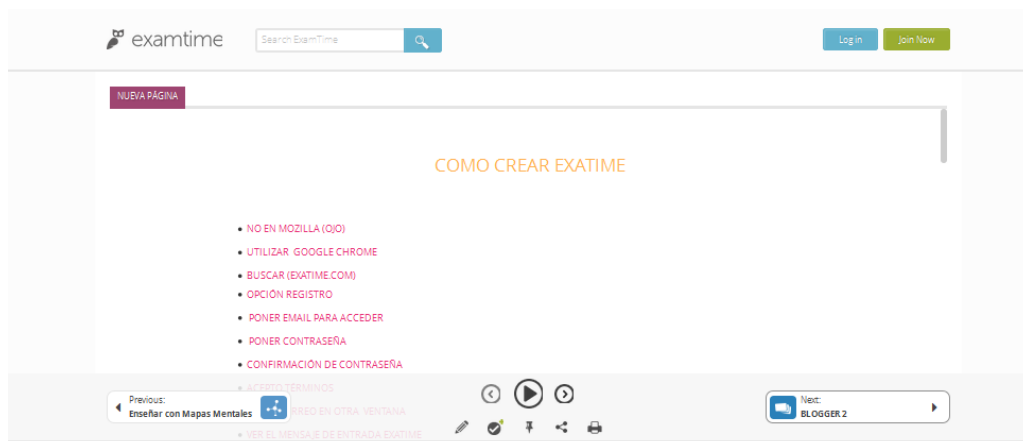 examtime
Search ExamTime
Log in
Join Now
NUEVA PÁGINA
COMO CREAR EXATIME
NO EN MOZILLA (OJO)
UTILIZAR GOOGLE CHROME
BUSCAR (EXATIME.COM)
OPCIÓN REGISTRO
PONER EMAIL PARA ACCEDER
PONER CONTRASEÑA
CONFIRMACIÓN DE CONTRASEÑA
ACEPTO TÉRMINOS
EN OTRA VENTANA
VER EL MENSAJE DE ENTRADA EXATIME
Previous:
Enseñar con Mapas Mentales
Next:
BLOGGER 2